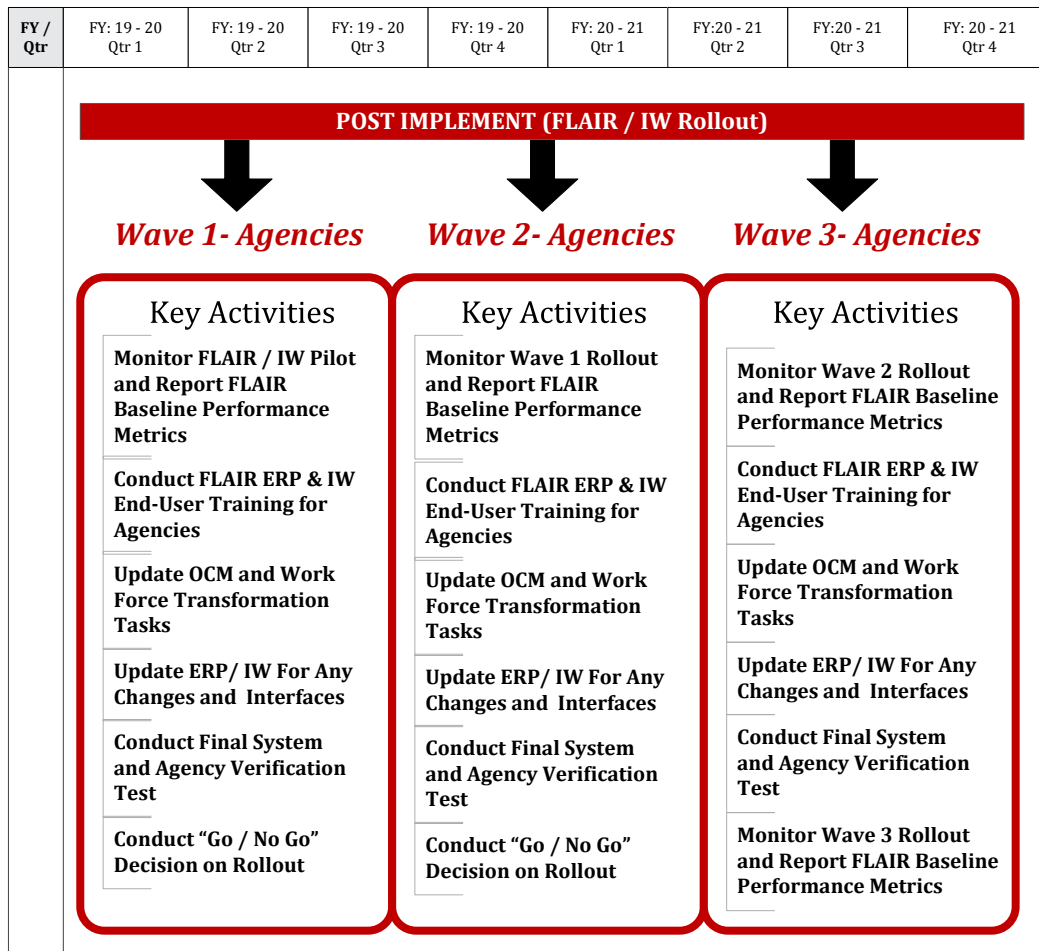 FY /
Qtr
FY: 19 - 20
Qtr 1
FY: 19 - 20
Qtr 2
FY: 19 - 20
Qtr 3
FY: 19 - 20
Qtr 4
FY: 20 - 21
Qtr 1
FY:20 - 21
Qtr 2
FY: 20 - 21
Qtr 3
FY: 20 - 21
Qtr 4
POST IMPLEMENT (FLAIR / IW Rollout)
Wave 1- Agencies
Wave 2- Agencies
Wave 3- Agencies
Key Activities
Monitor FLAIR / IW Pilot
and Report FLAIR
Baseline Performance
Metrics
Conduct FLAIR ERP & IW
End-User Training for
Agencies
Update OCM and Work
Force Transformation
Tasks
Update ERP/ IW For Any
Changes and Interfaces
Conduct Final System
and Agency Verification
Test
Conduct “Go / No Go”
Decision on Rollout
Key Activities
Monitor Wave 1 Rollout
and Report FLAIR
Baseline Performance
Metrics
Conduct FLAIR ERP & IW
End-User Training for
Agencies
Update OCM and Work
Force Transformation
Tasks
Update ERP/ IW For Any
Changes and Interfaces
Conduct Final System
and Agency Verification
Test
Conduct “Go / No Go”
Decision on Rollout
Key Activities
Monitor Wave 2 Rollout
and Report FLAIR Baseline
Performance Metrics
Conduct FLAIR ERP & IW
End-User Training for
Agencies
Update OCM and Work
Force Transformation
Tasks
Update ERP/ IW For Any
Changes and Interfaces
Conduct Final System
and Agency Verification
Test
Monitor Wave 3 Rollout
and Report FLAIR Baseline
Performance Metrics